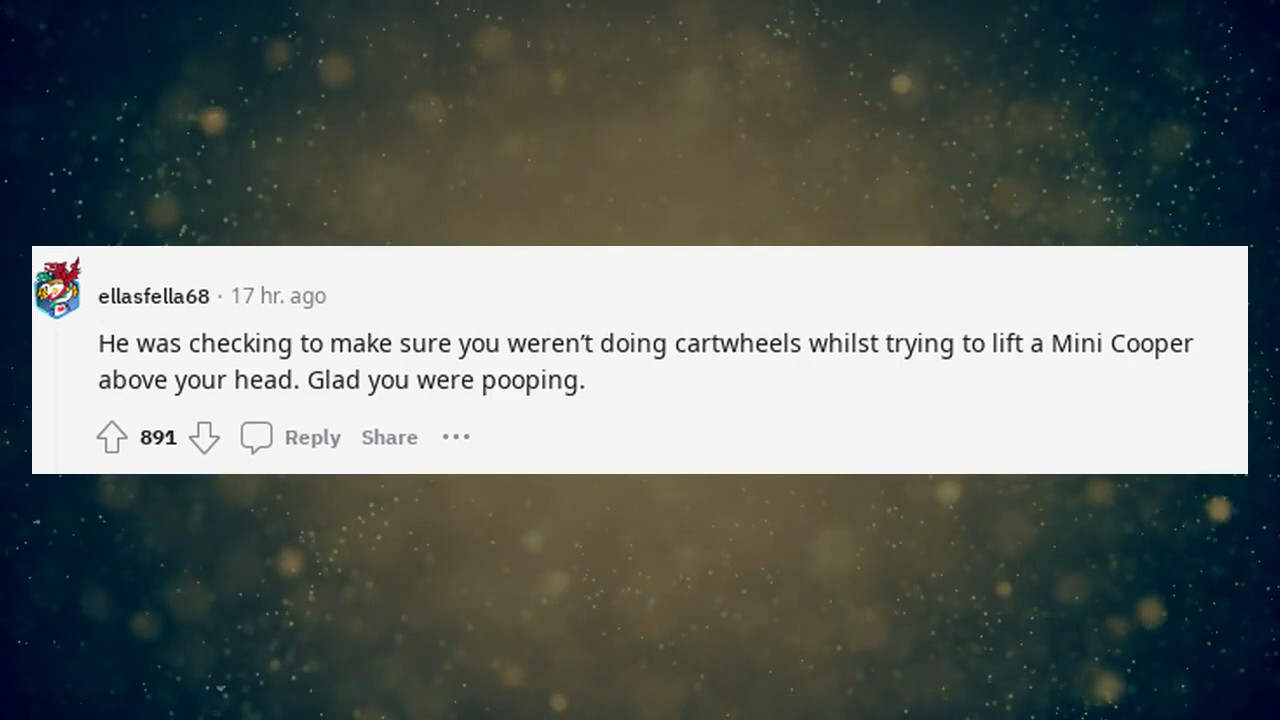 ellasfella68 · 17 hr. ago
He was checking to make sure you weren’t doing cartwheels whilst trying to lift a Mini Cooper
above your head. Glad you were pooping.
891 Reply Share •••